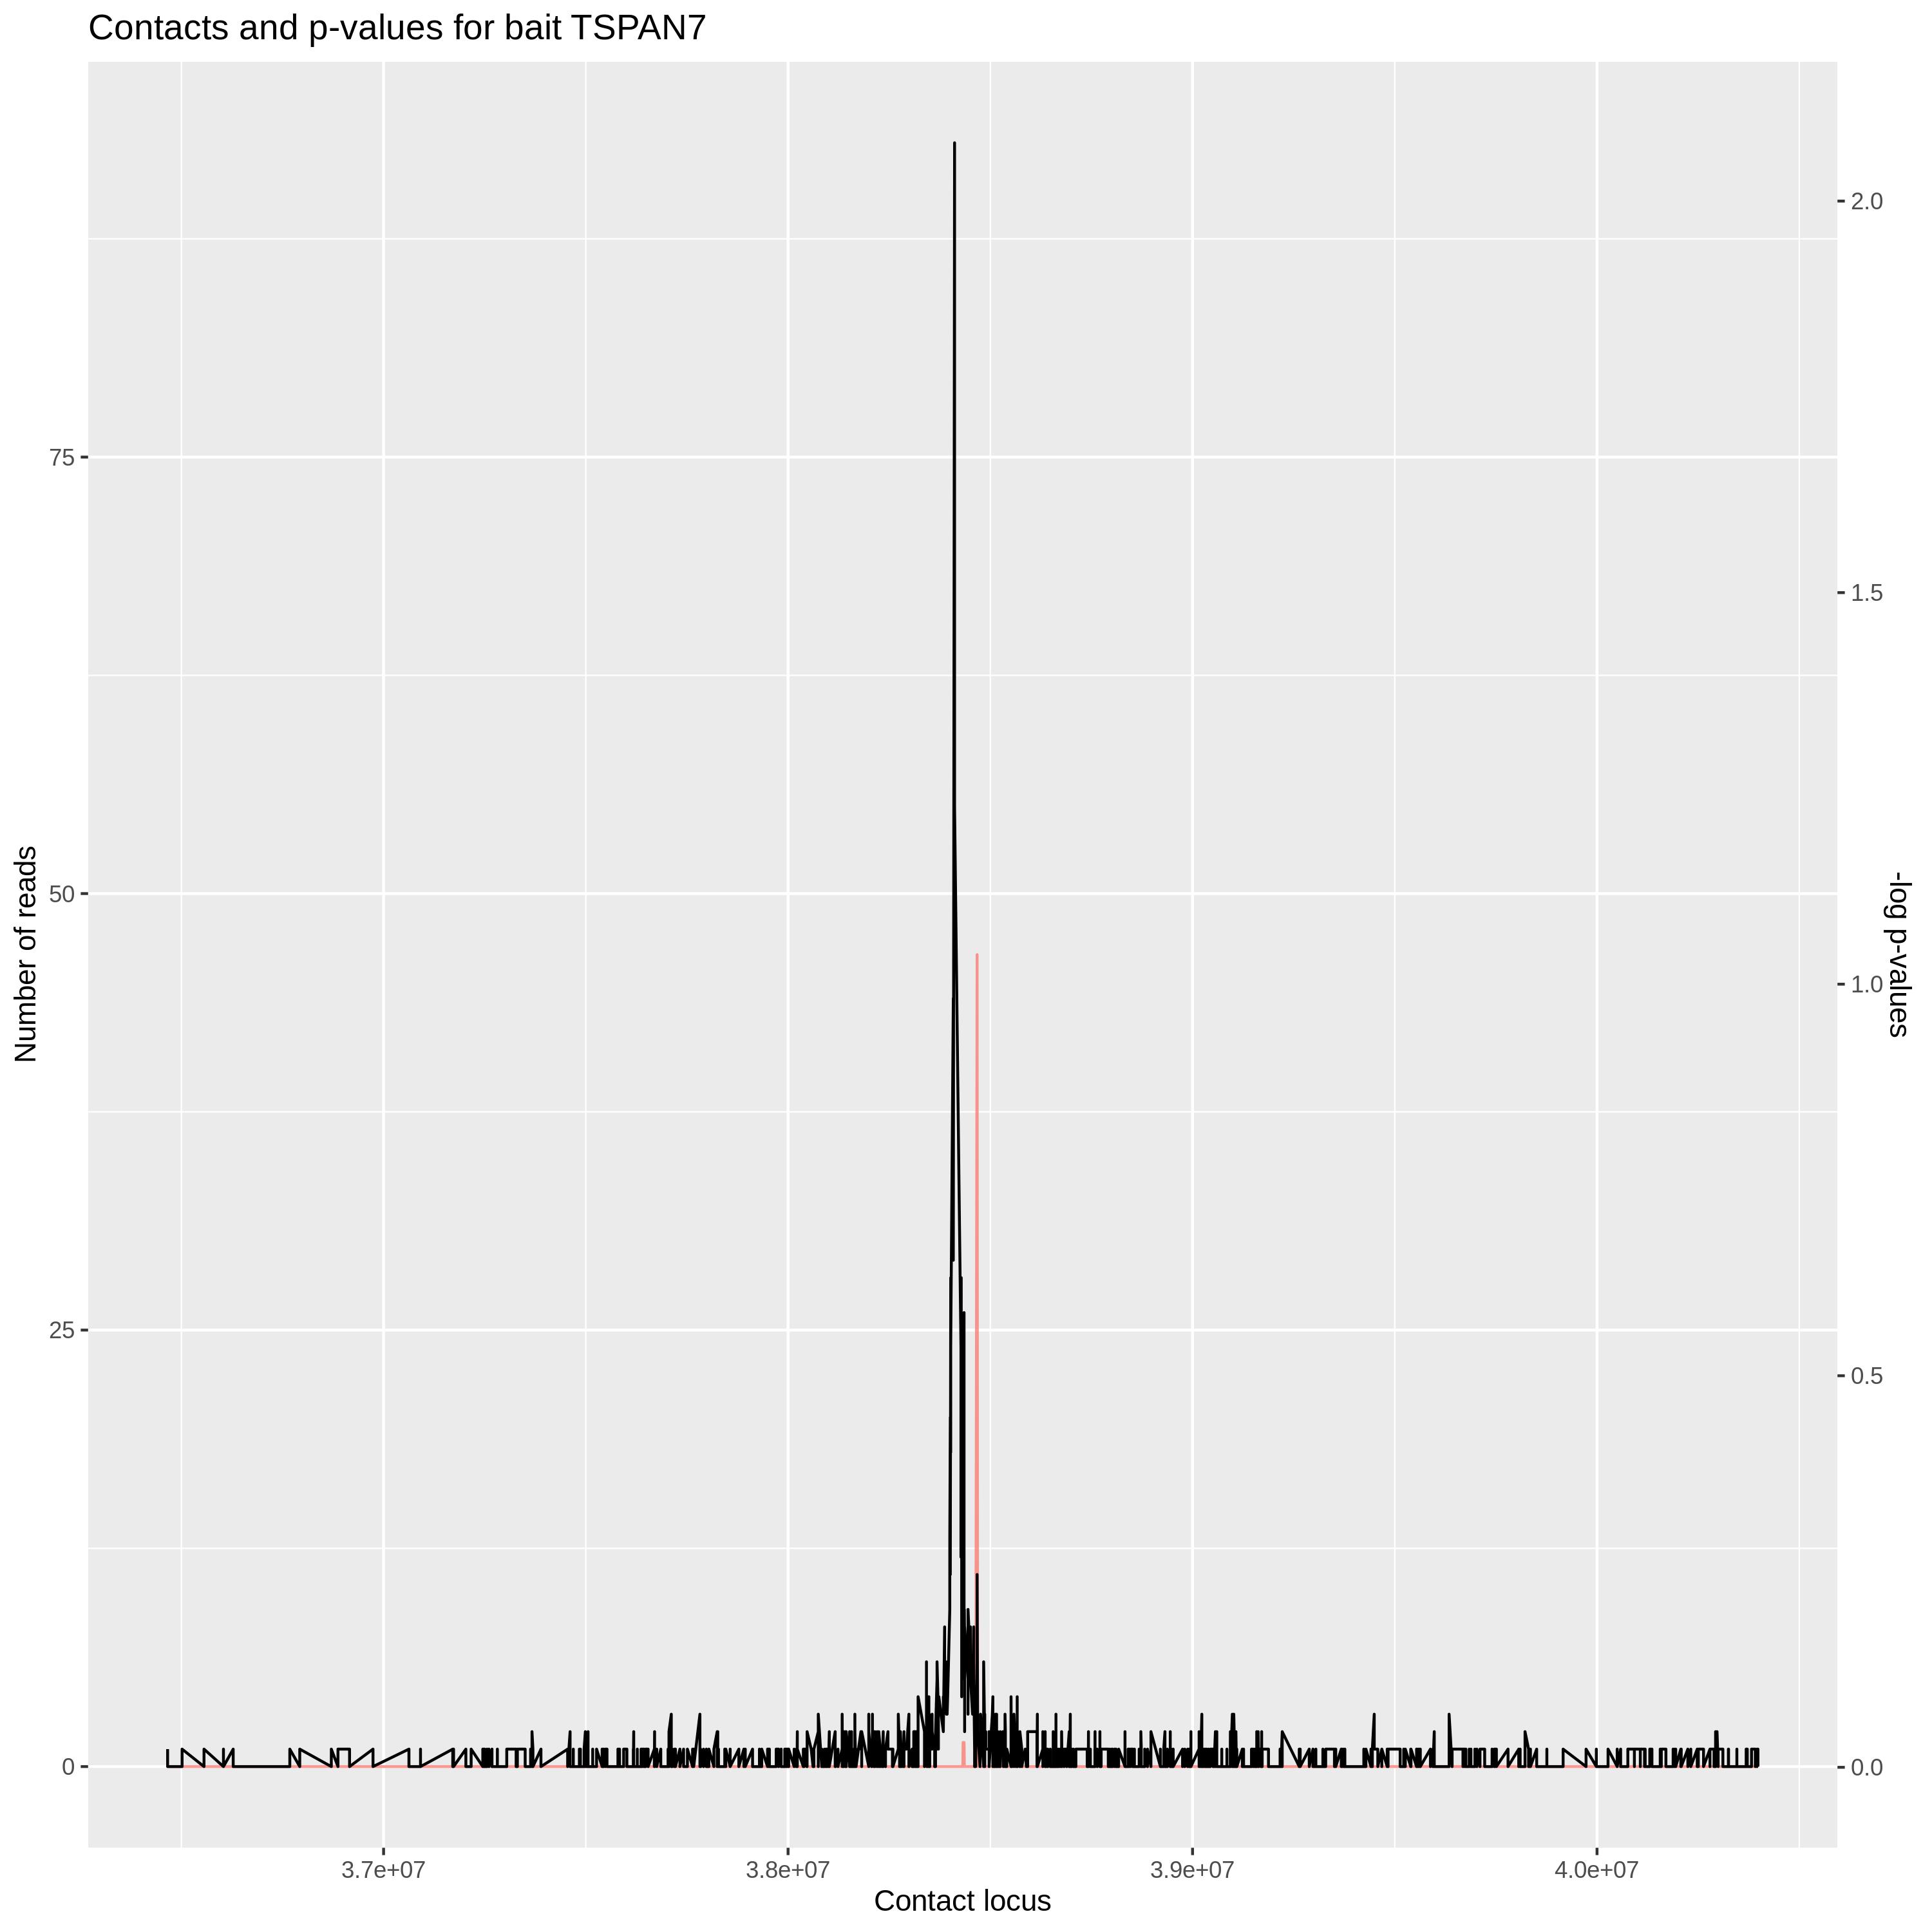 Contacts and p-values for bait TSPAN7
Number of reads
75
50
25
0
2.0
1.5
1.0
0.5
0.0
-log p-values
3.7e+07
3.8e+07
3.9e+07
4.0e+07
Contact locus